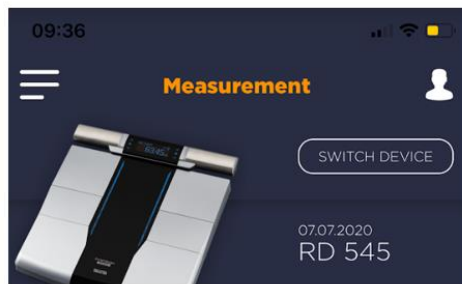 09:36
Measurement
SWITCH DEVICE
07.07.2020
RD 545